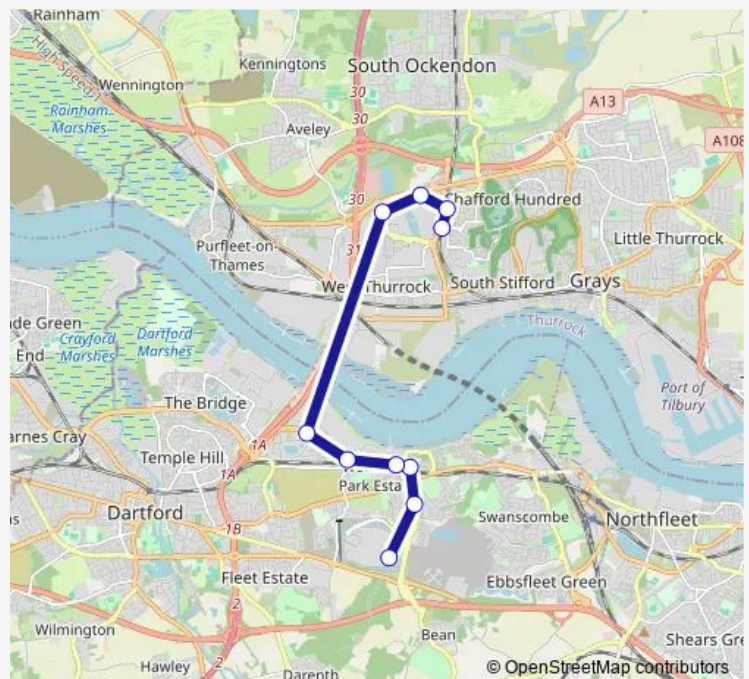 Rainham
High Speed 1
Wennington
Kenningtons
South Ockendon
30
30
A13
Rainham
Marshes
Aveley
A108
30
Chafford Hundred
Purfleet-on-
Thames
31
Little Thurrock
West Thurrock
South Stifford
Grays
Thurrock
ade Green
End
Crayford
Marshes
Dartford
Marshes
Port of
Tilbury
The Bridge
arnes Cray
1A
Temple Hill
1A
Park Esta
Dartford
1B
Swanscombe
Northfleet
Fleet Estate
Ebbsfleet Green
2
Wilmington
Bean
Shears Gre
2
Hawley
Darenth
© OpenStreetMap contributors